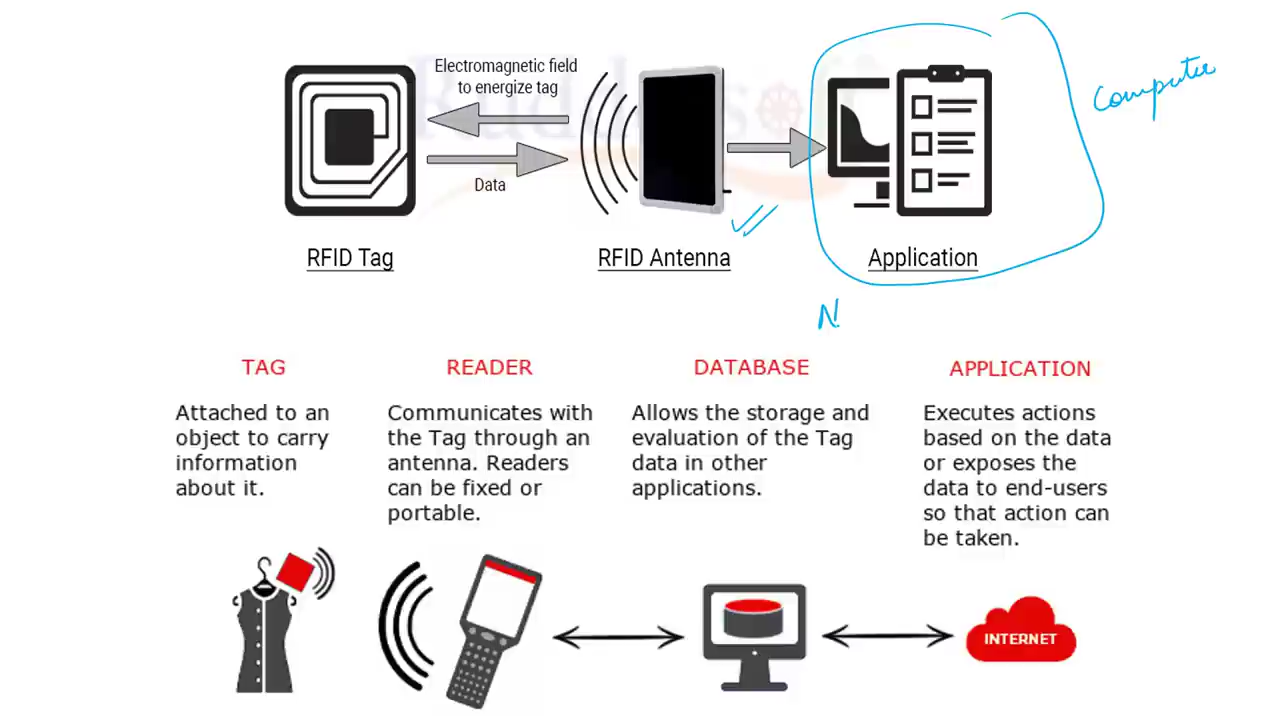 Electromagnetic field
to energize tag
Data
RFID Tag
RFID Antenna
Application
Computer
N
TAG
Attached to an
object to carry
information
about it.
READER
Communicates with
the Tag through an
antenna. Readers
can be fixed or
portable.
DATABASE
Allows the storage and
evaluation of the Tag
data in other
applications.
APPLICATION
Executes actions
based on the data
or exposes the
data to end-users
so that action can
be taken.
INTERNET